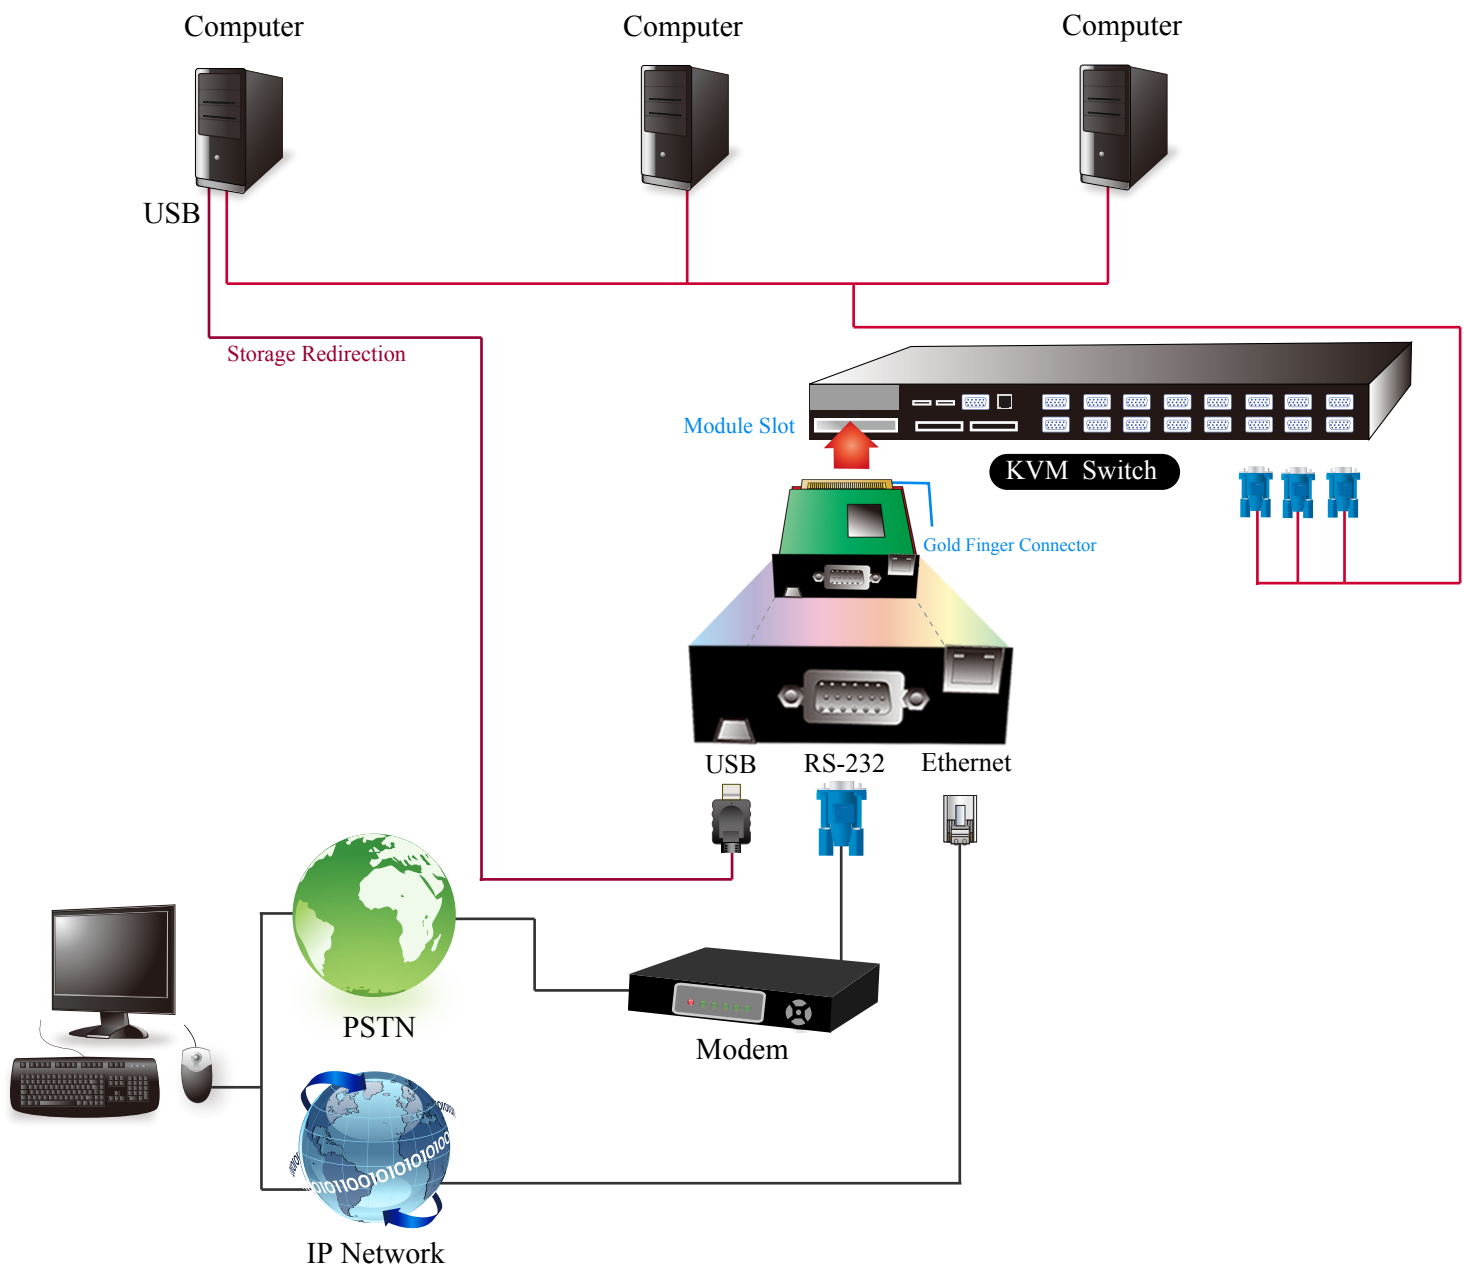 Computer
Computer
Computer
USB
Storage Redirection
Module Slot
KVM Switch
Gold Finger Connector
USB
RS-232
Ethernet
PSTN
Modem
01011001010101010100
IP Network